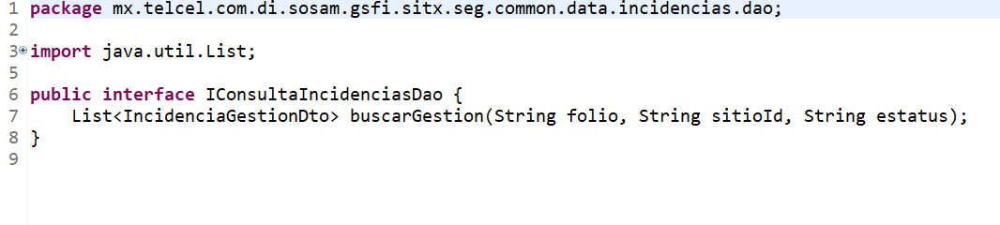 1 package mx.telcel.com.di.sosam.gsfi.sitx.seg.common.data.incidencias.dao;
2
3 import java.util.List;
5
6 public interface IConsultaIncidenciasDao {
7     List<IncidenciaGestionDto> buscarGestion(String folio, String sitioId, String estatus);
8 }
9